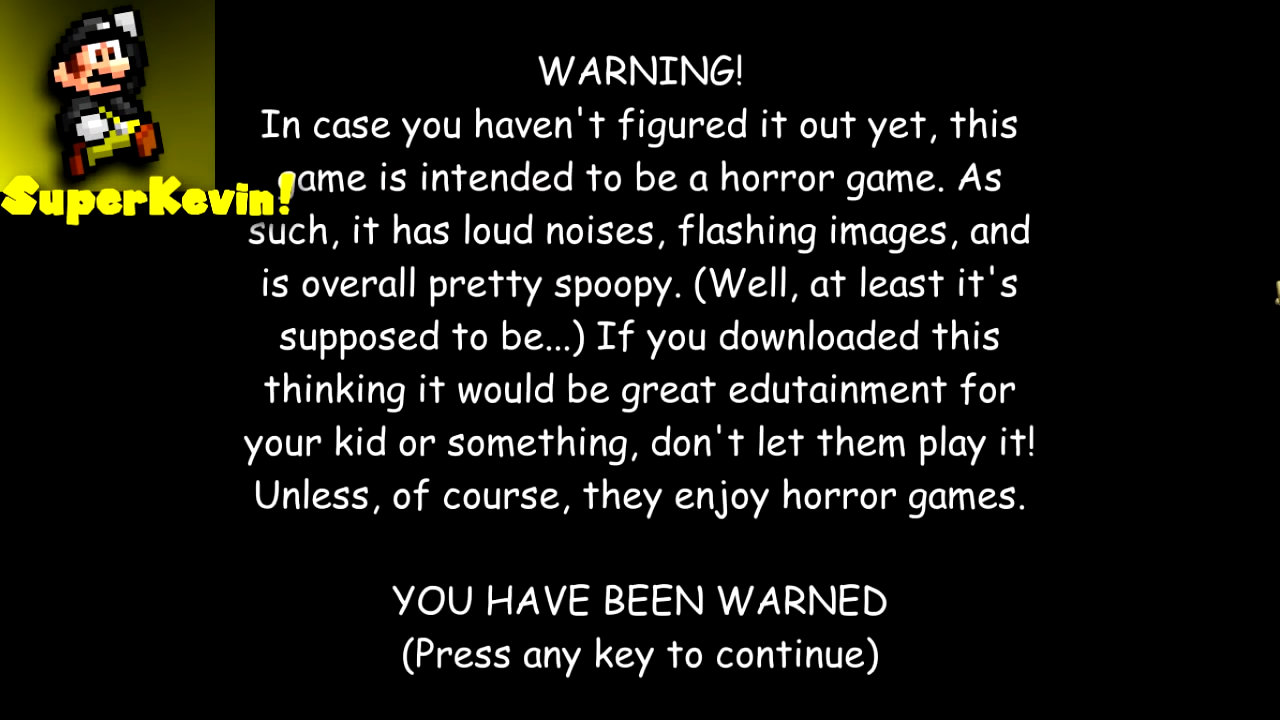 WARNING!
In case you haven't figured it out yet, this
game is intended to be a horror game. As
SuperKevin!
such, it has loud noises, flashing images, and
is overall pretty spoopy. (Well, at least it's
supposed to be...) If you downloaded this
thinking it would be great edutainment for
your kid or something, don't let them play it!
Unless, of course, they enjoy horror games.
YOU HAVE BEEN WARNED
(Press any key to continue)